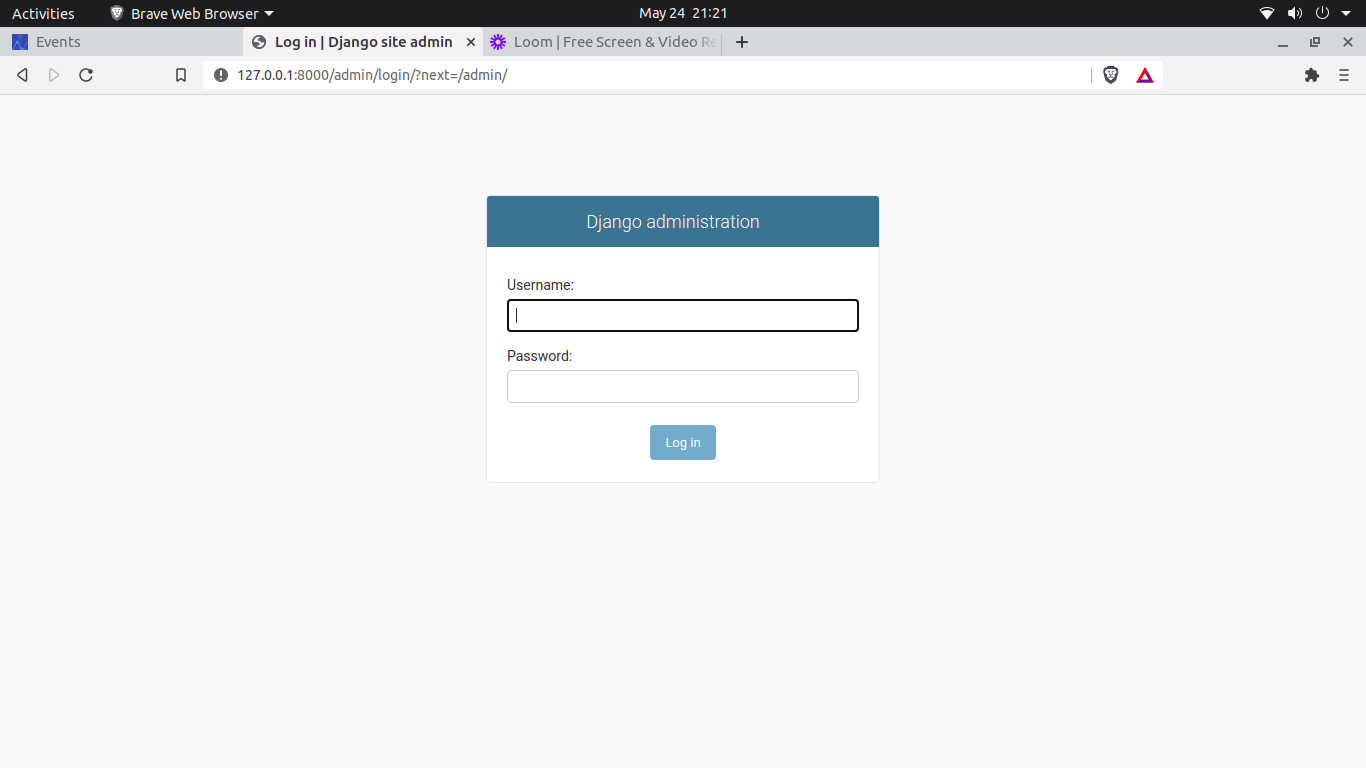 Activities Brave Web Browser May 24 21:21
Events Log in | Django site admin Loom | Free Screen & Video Re
127.0.0.1:8000/admin/login/?next=/admin/
Django administration
Username:
Password:
Log in